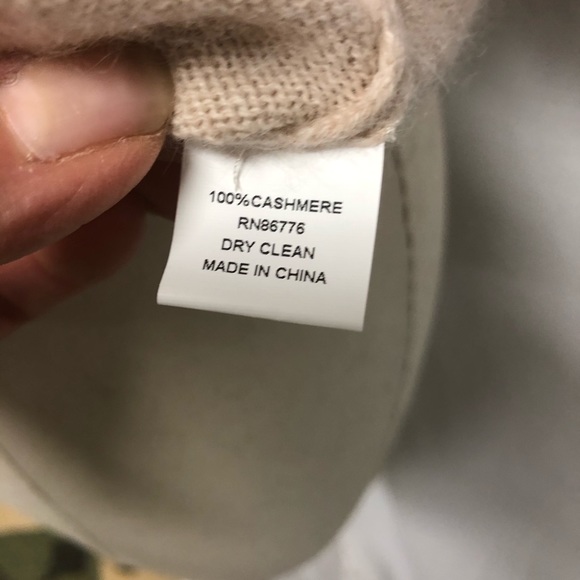 100%CASHMERE
RN86776
DRY CLEAN
MADE IN CHINA